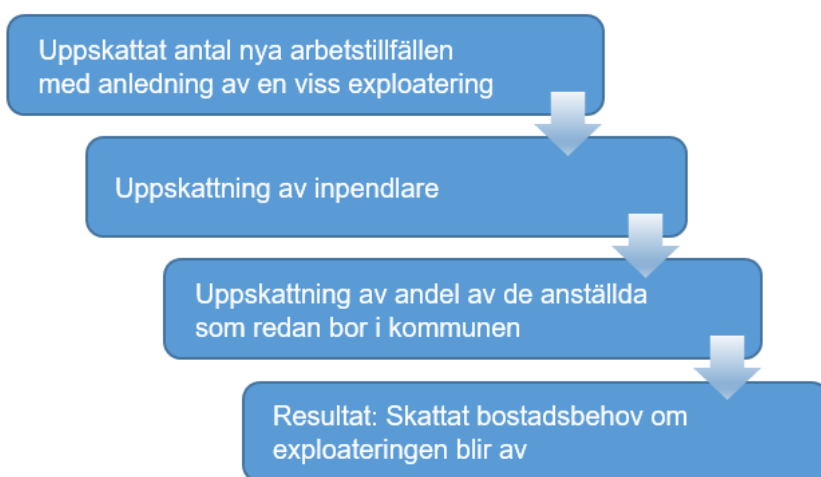 Uppskattat antal nya arbetstillfällen
med anledning av en viss exploatering
Uppskattning av inpendlare
Uppskattning av andel av de anställda
som redan bor i kommunen
Resultat: Skattat bostadsbehov om
exploateringen blir av